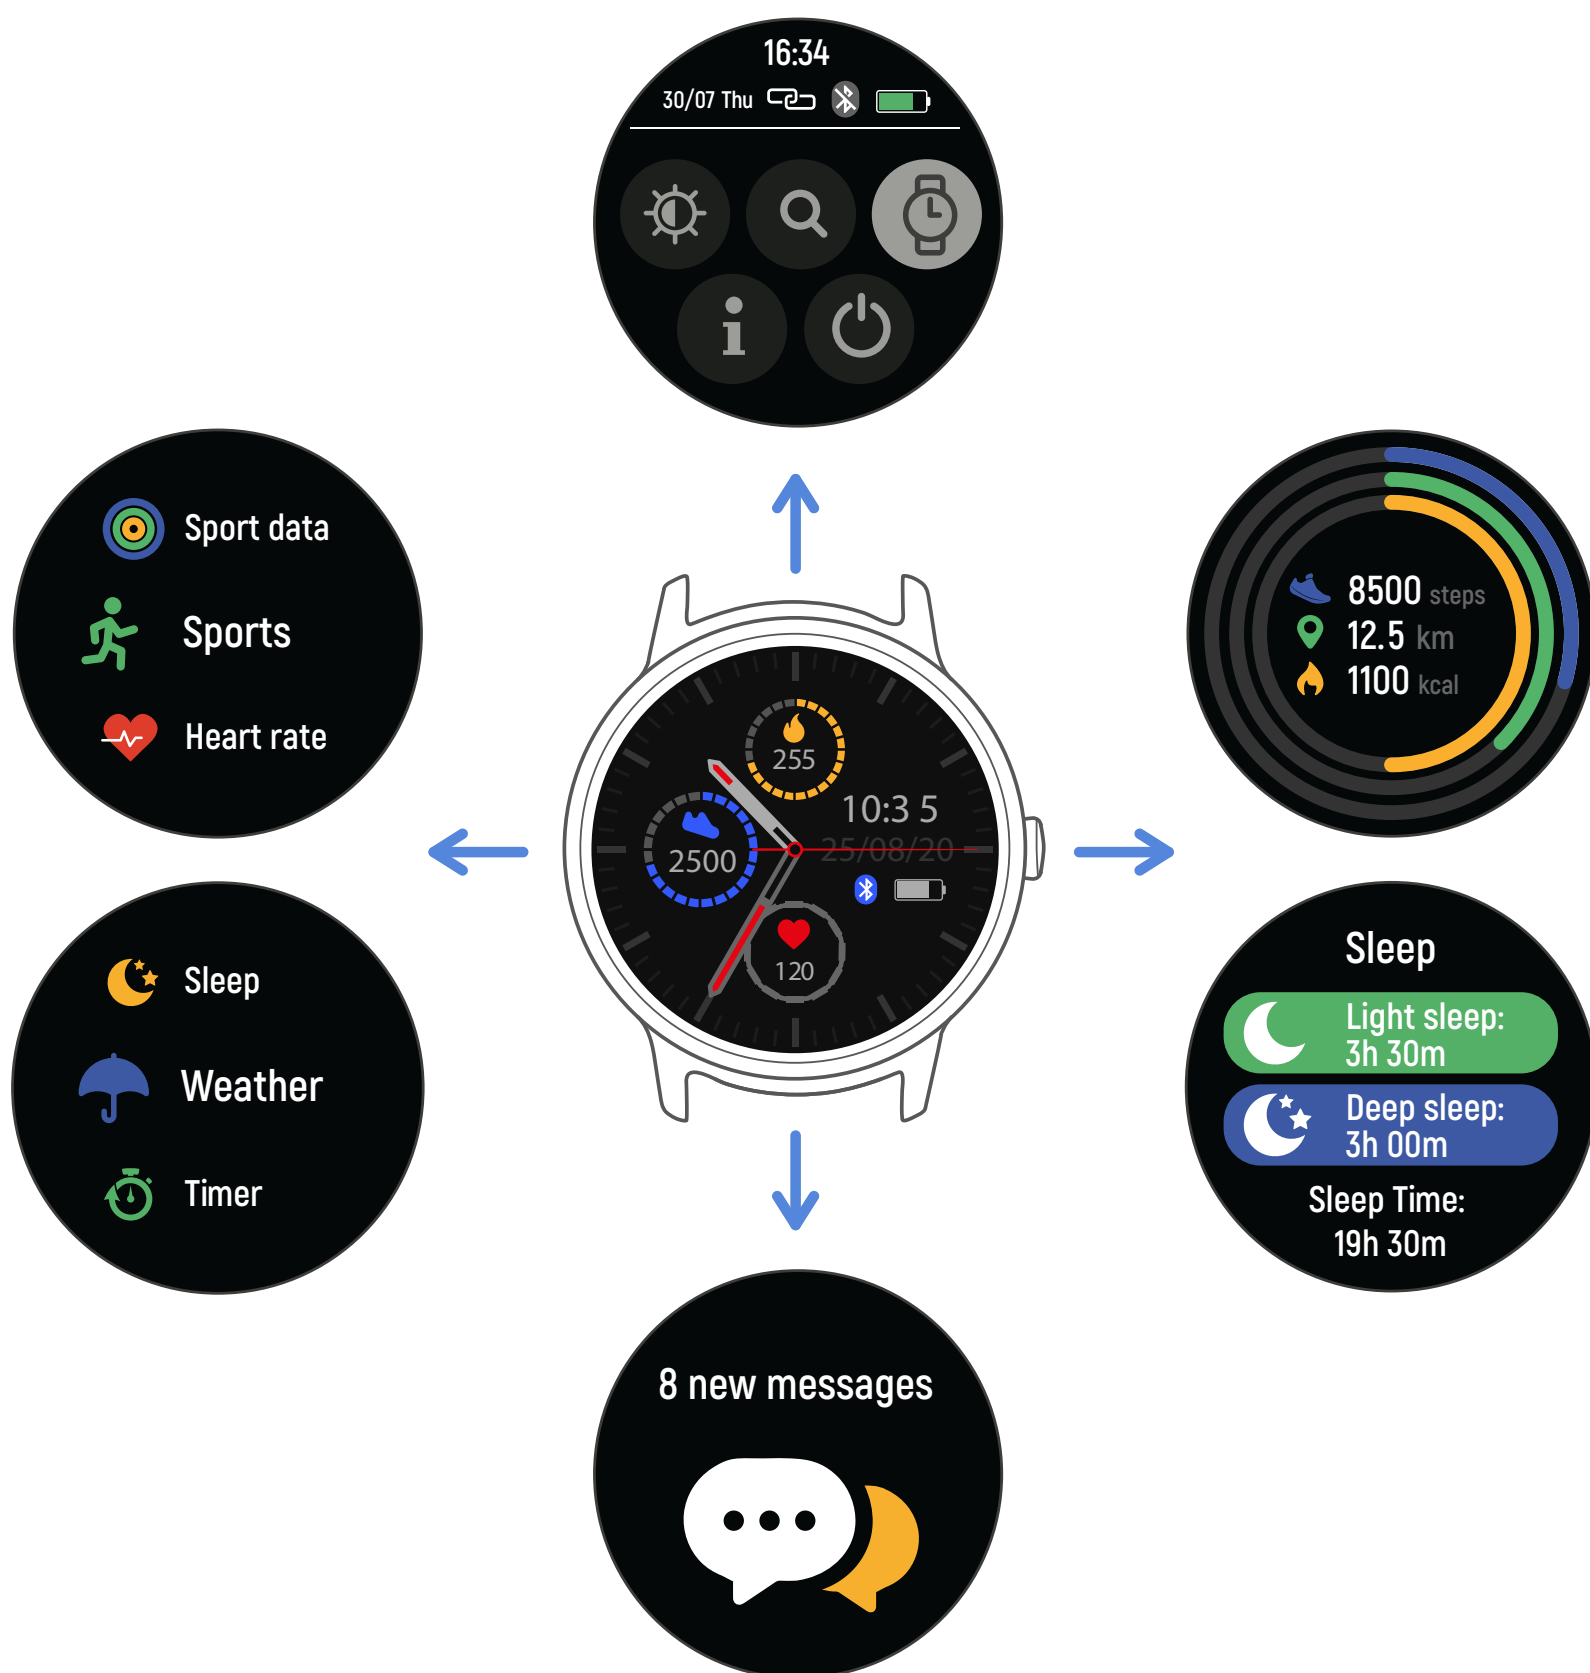 16:34
30/07 Thu
Sport data
Sports
Heart rate
8500 steps
12.5 km
1100 kcal
255
10:3 5
2500
25/08/20
120
Sleep
Weather
Timer
Sleep
Light sleep:
3h 30m
Deep sleep:
3h 00m
Sleep Time:
19h 30m
8 new messages